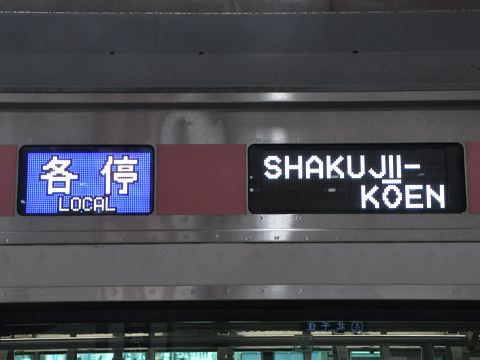 各停
LOCAL
SHAKUJII-
KŌEN